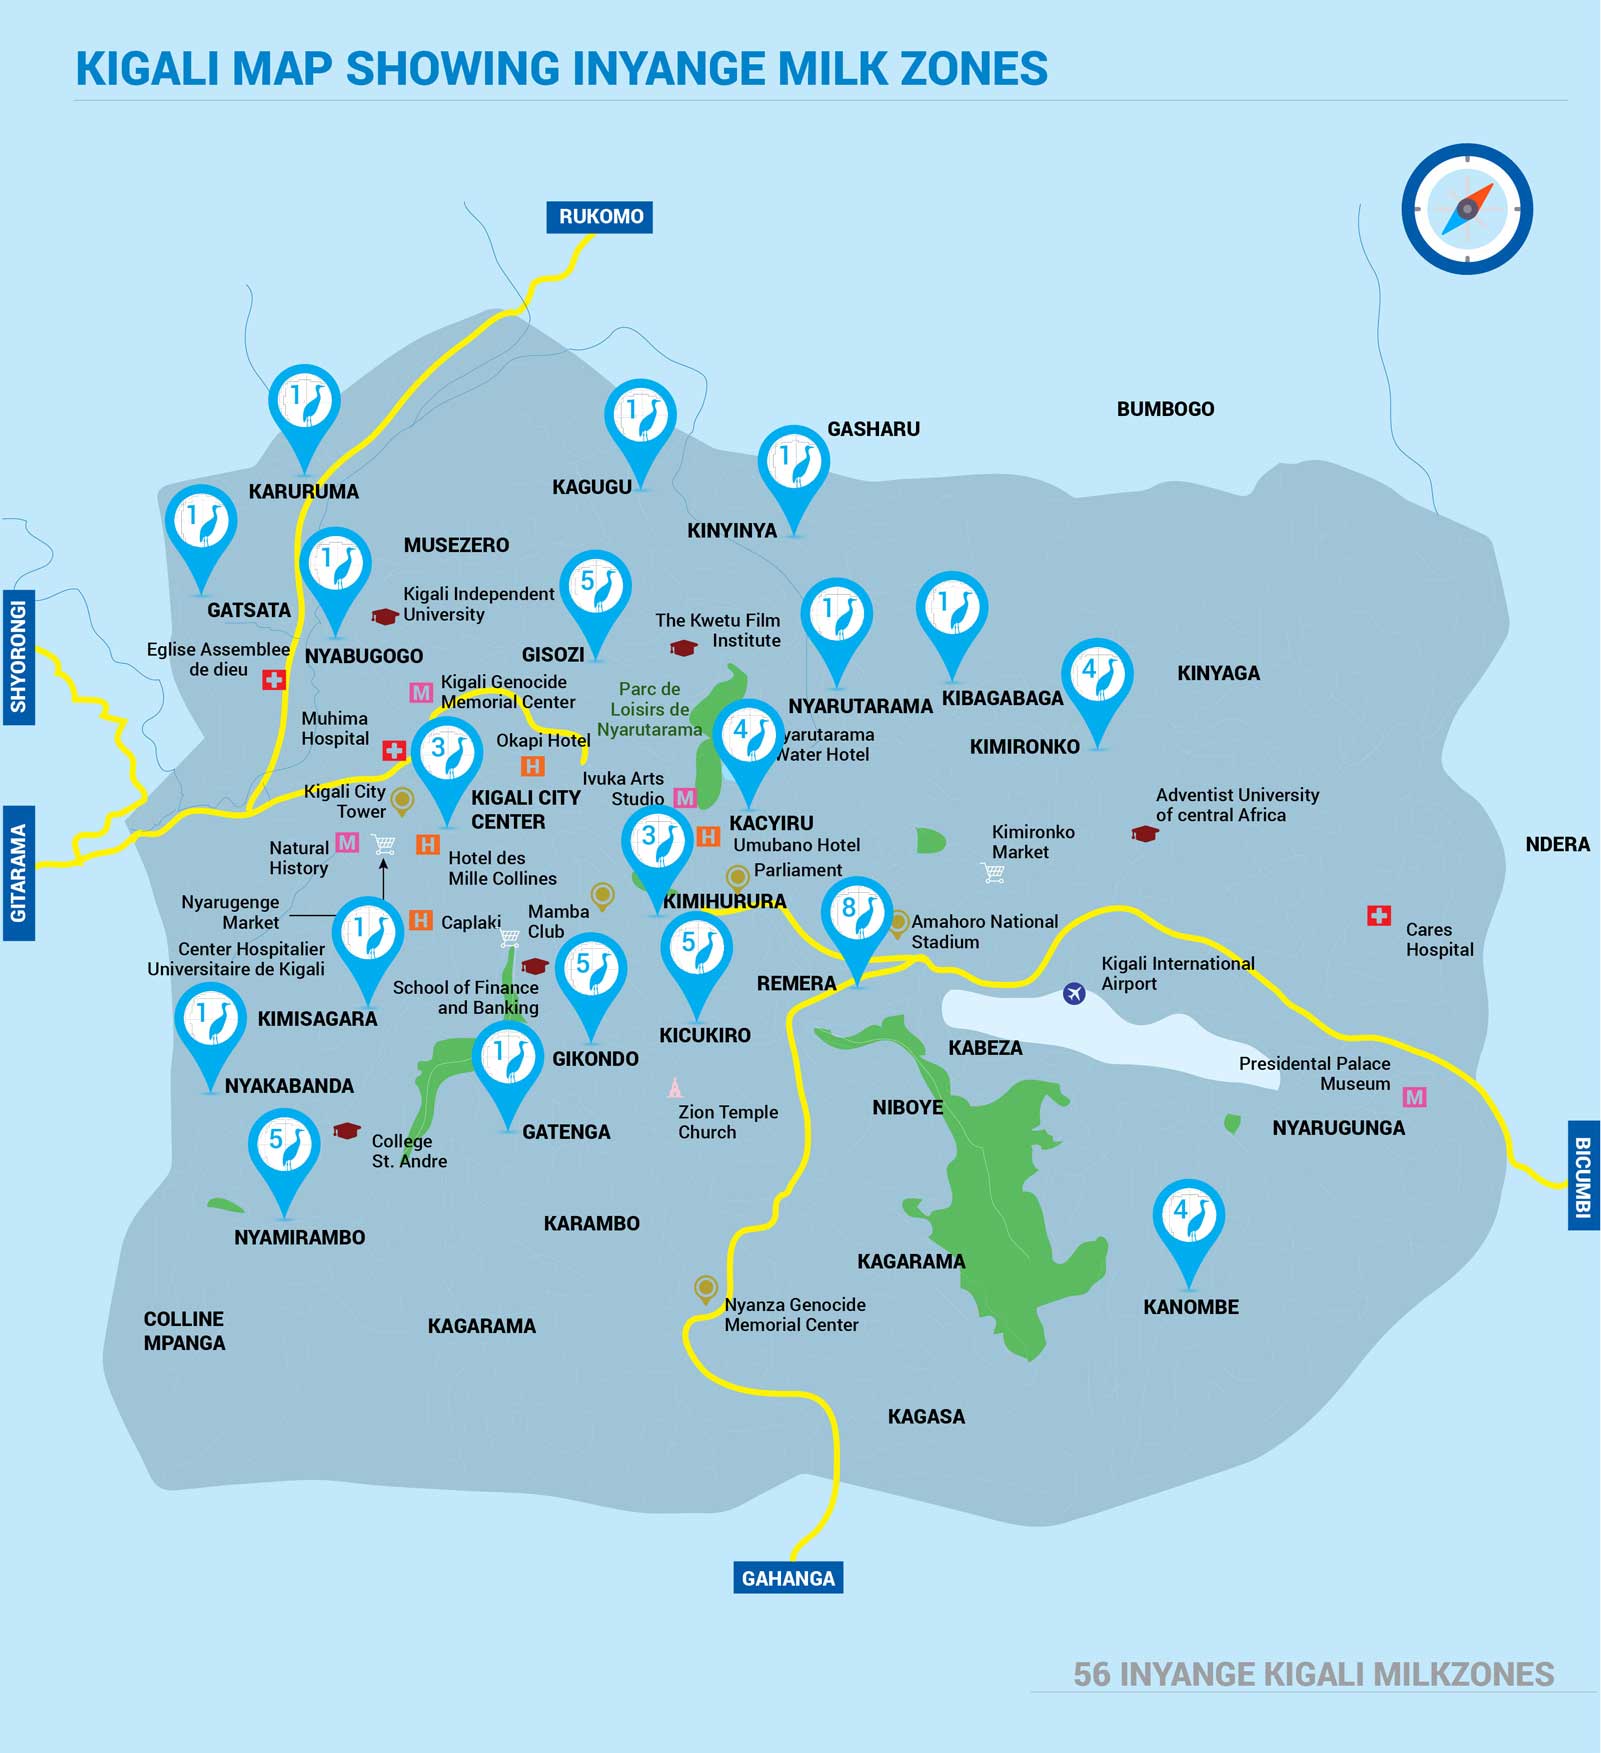 KIGALI MAP SHOWING INYANGE MILK ZONES
RUKOMO
BUMBOGO
1
1
GASHARU
1
KARURUMA
KAGUGU
1
KINYINYA
1
MUSEZERO
5
Kigali Independent
University
GATSATA
1
1
The Kwetu Film
Institute
SHYORONGI
Eglise Assemblee
de dieu
NYABUGOGO
GISOZI
4
KINYAGA
Kigali Genocide
Memorial Center
Parc de
Loisirs de
Nyarutarama
NYARUTARAMA
KIBAGABAGA
M
Muhima
Hospital
3
Okapi Hotel
H
4
yarutarama
Water Hotel
KIMIRONKO
Ivuka Arts
Studio
M
Kigali City
Tower
KIGALI CITY
CENTER
Adventist University
of central Africa
GITARAMA
3
H
KACYIRU
Umubano Hotel
Kimironko
Market
NDERA
Natural
History
M
H
Hotel des
Mille Collines
Parliament
Nyarugenge
Market
1
H
Caplaki
Mamba
Club
KIMIHURURA
8
Amahoro National
Stadium
Cares
Hospital
Center Hospitalier
Universitaire de Kigali
5
5
Kigali International
Airport
School of Finance
and Banking
REMERA
1
KIMISAGARA
KICUKIRO
KABEZA
1
GIKONDO
Presidental Palace
Museum
M
NYAKABANDA
Zion Temple
Church
NIBOYE
NYARUGUNGA
BICUMBI
5
College
St. Andre
GATENGA
4
NYAMIRAMBO
KARAMBO
KAGARAMA
KANOMBE
COLLINE
MPANGA
KAGARAMA
Nyanza Genocide
Memorial Center
KAGASA
GAHANGA
56 INYANGE KIGALI MILKZONES